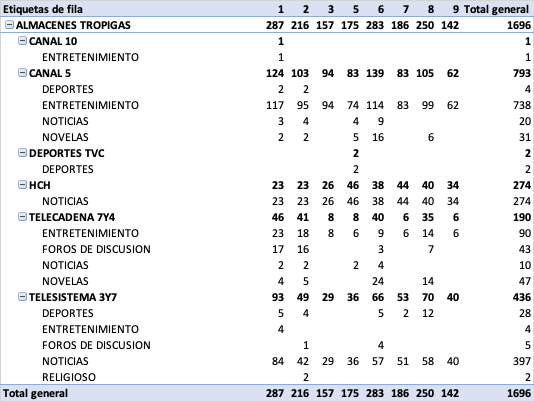 Etiquetas de fila 1 2 3 5 6 7 8 9 Total general
ALMACENES TROPIGAS 287 216 157 175 283 186 250 142 1696
CANAL 10 1 1
ENTRETENIMIENTO 1 1
CANAL 5 124 103 94 83 139 83 105 62 793
DEPORTES 2 2 4
ENTRETENIMIENTO 117 95 94 74 114 83 99 62 738
NOTICIAS 3 4 4 9 20
NOVELAS 2 2 5 16 6 31
DEPORTES TVC 2 2
DEPORTES 2 2
HCH 23 23 26 46 38 44 40 34 274
NOTICIAS 23 23 26 46 38 44 40 34 274
TELECADENA 7Y4 46 41 8 8 40 6 35 6 190
ENTRETENIMIENTO 23 18 8 6 9 6 14 6 90
FOROS DE DISCUSION 17 16 3 7 43
NOTICIAS 2 2 2 4 10
NOVELAS 4 5 24 14 47
TELESISTEMA 3Y7 93 49 29 36 66 53 70 40 436
DEPORTES 5 4 5 2 12 28
ENTRETENIMIENTO 4 4
FOROS DE DISCUSION 1 4 5
NOTICIAS 84 42 29 36 57 51 58 40 397
RELIGIOSO 2 2
Total general 287 216 157 175 283 186 250 142 1696